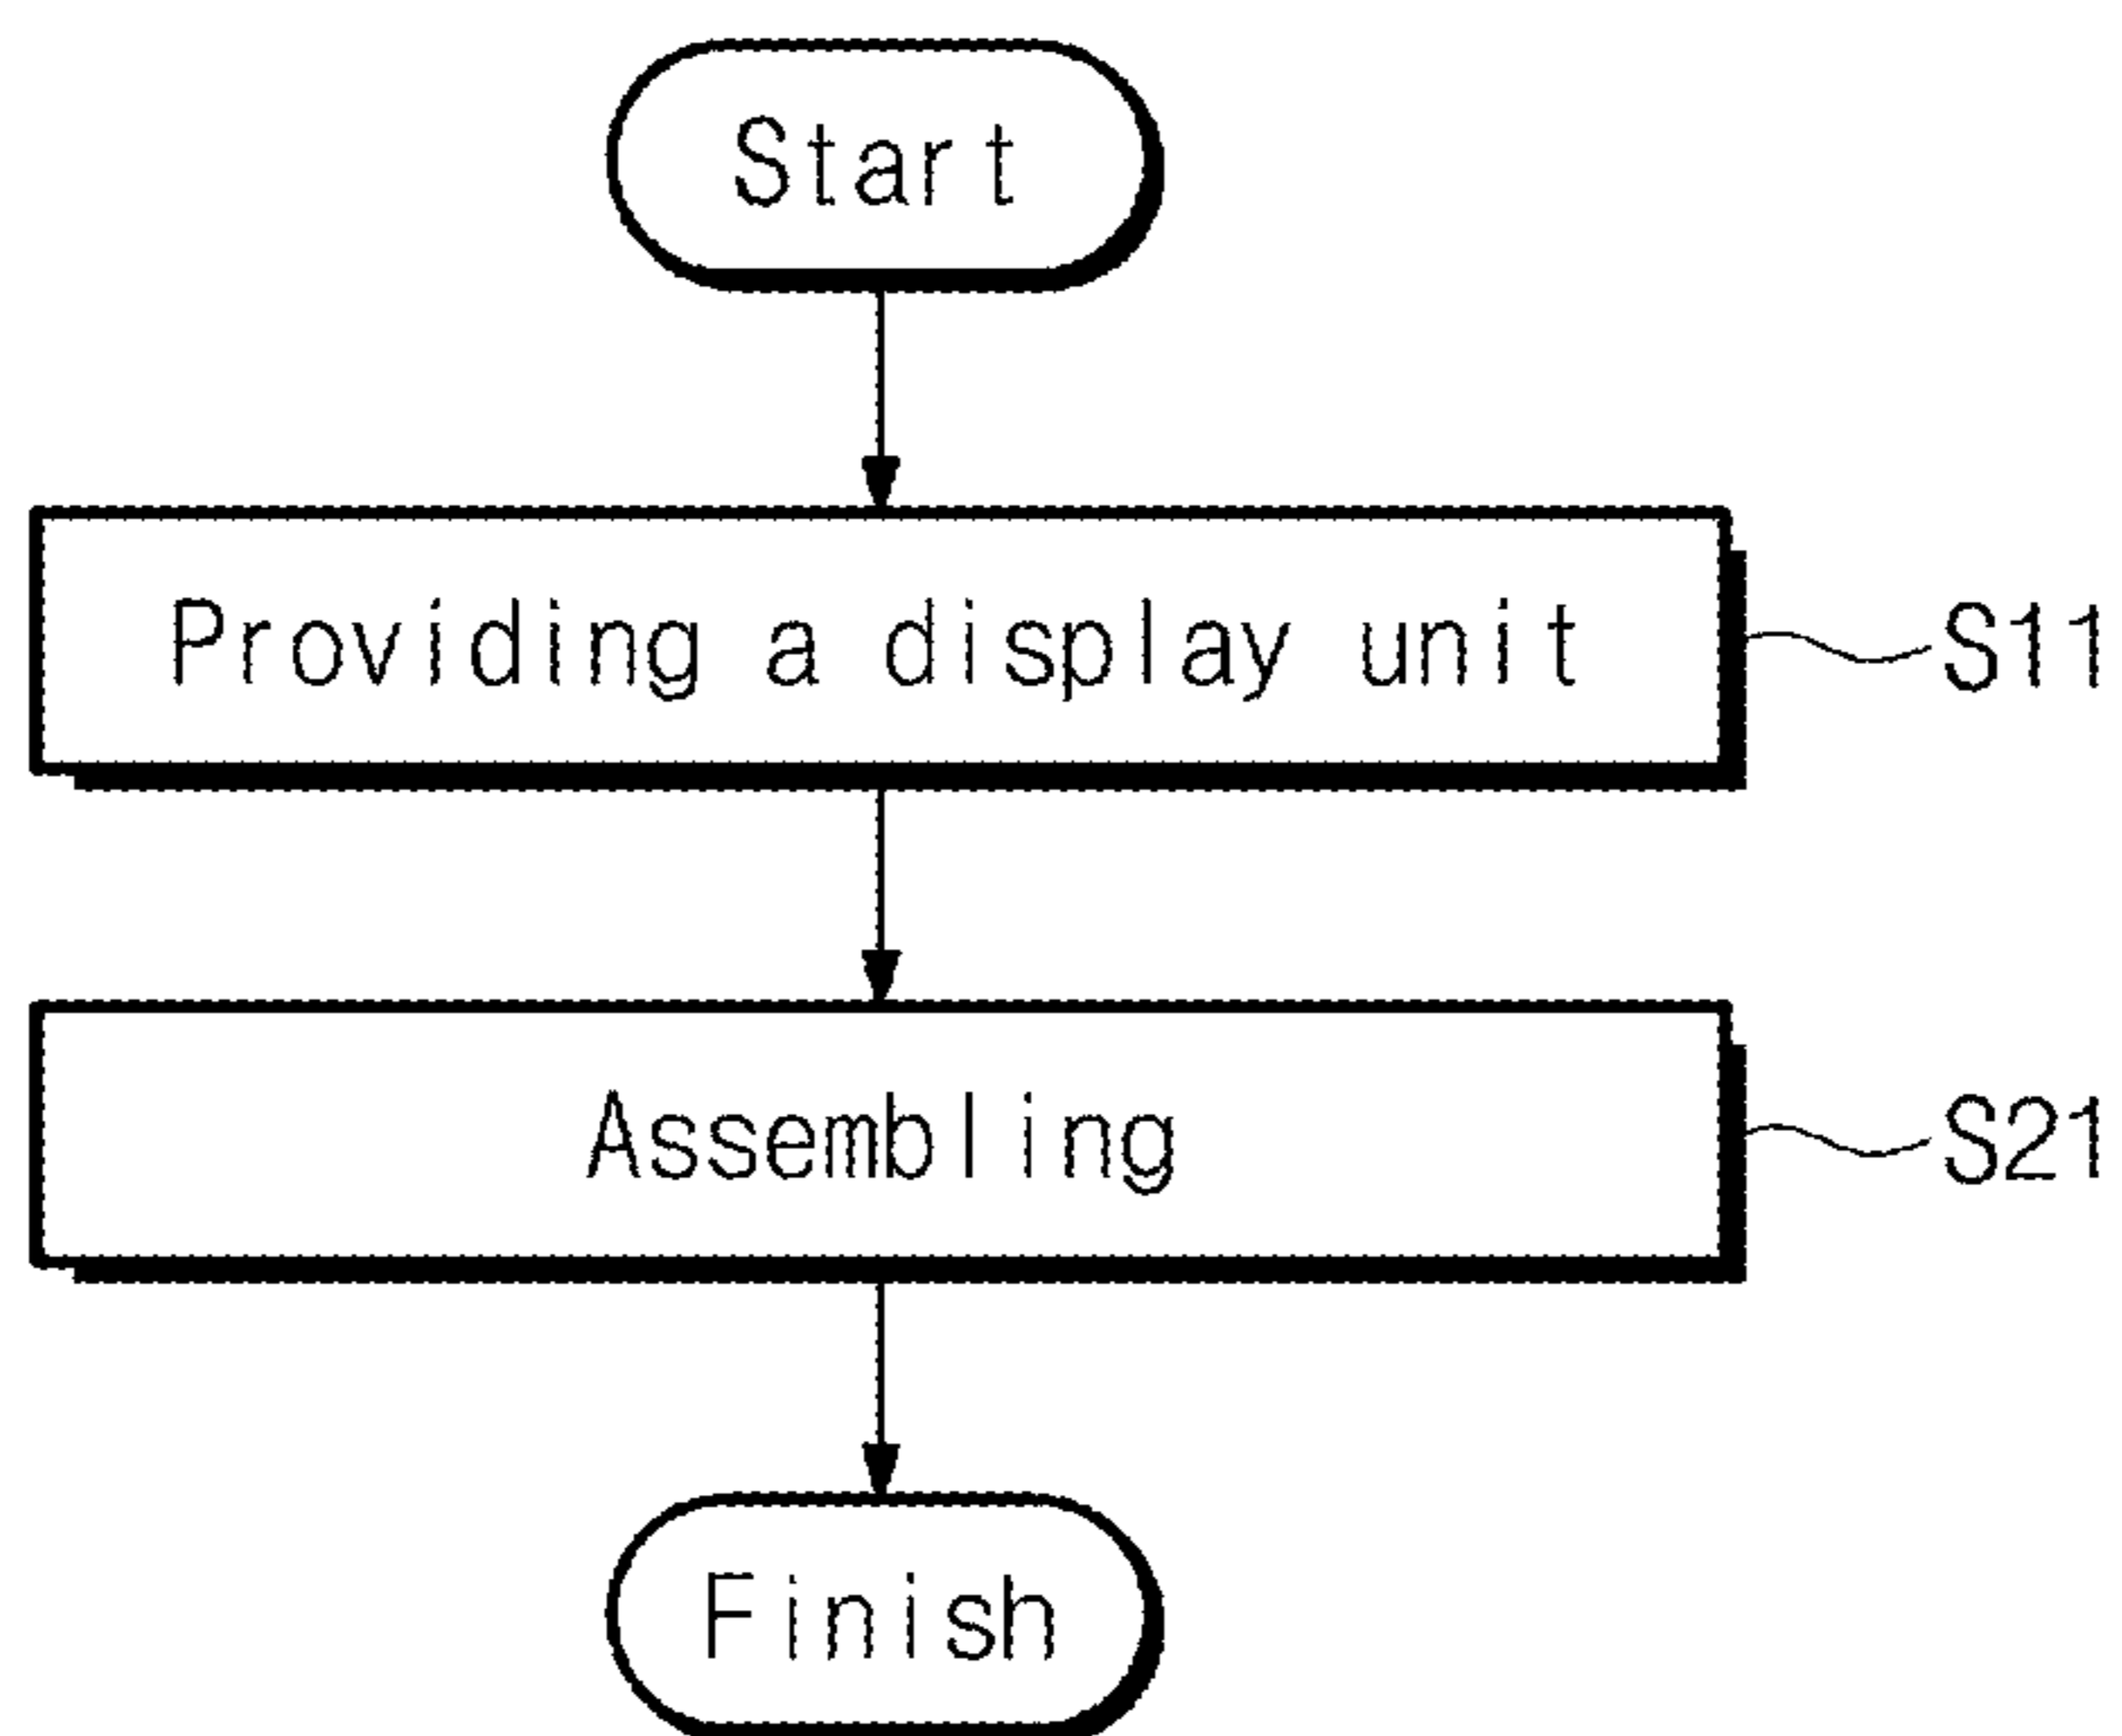 Start
Providing a display unit
S11
Assembling
S21
Finish